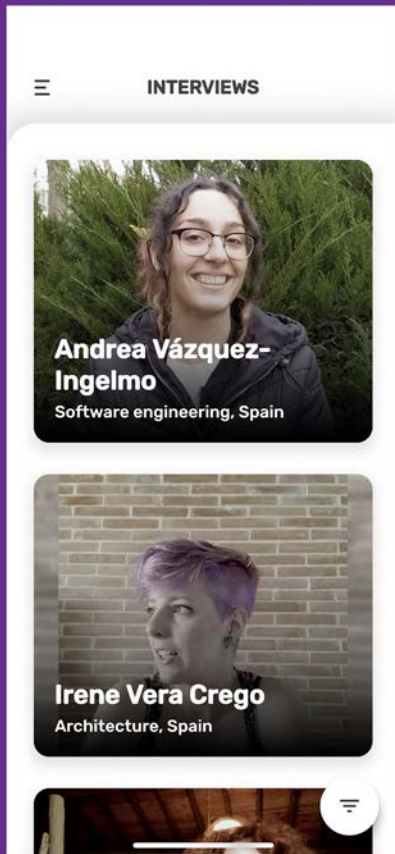 INTERVIEWS
Andrea Vázquez-
Ingelmo
Software engineering, Spain
Irene Vera Crego
Architecture, Spain